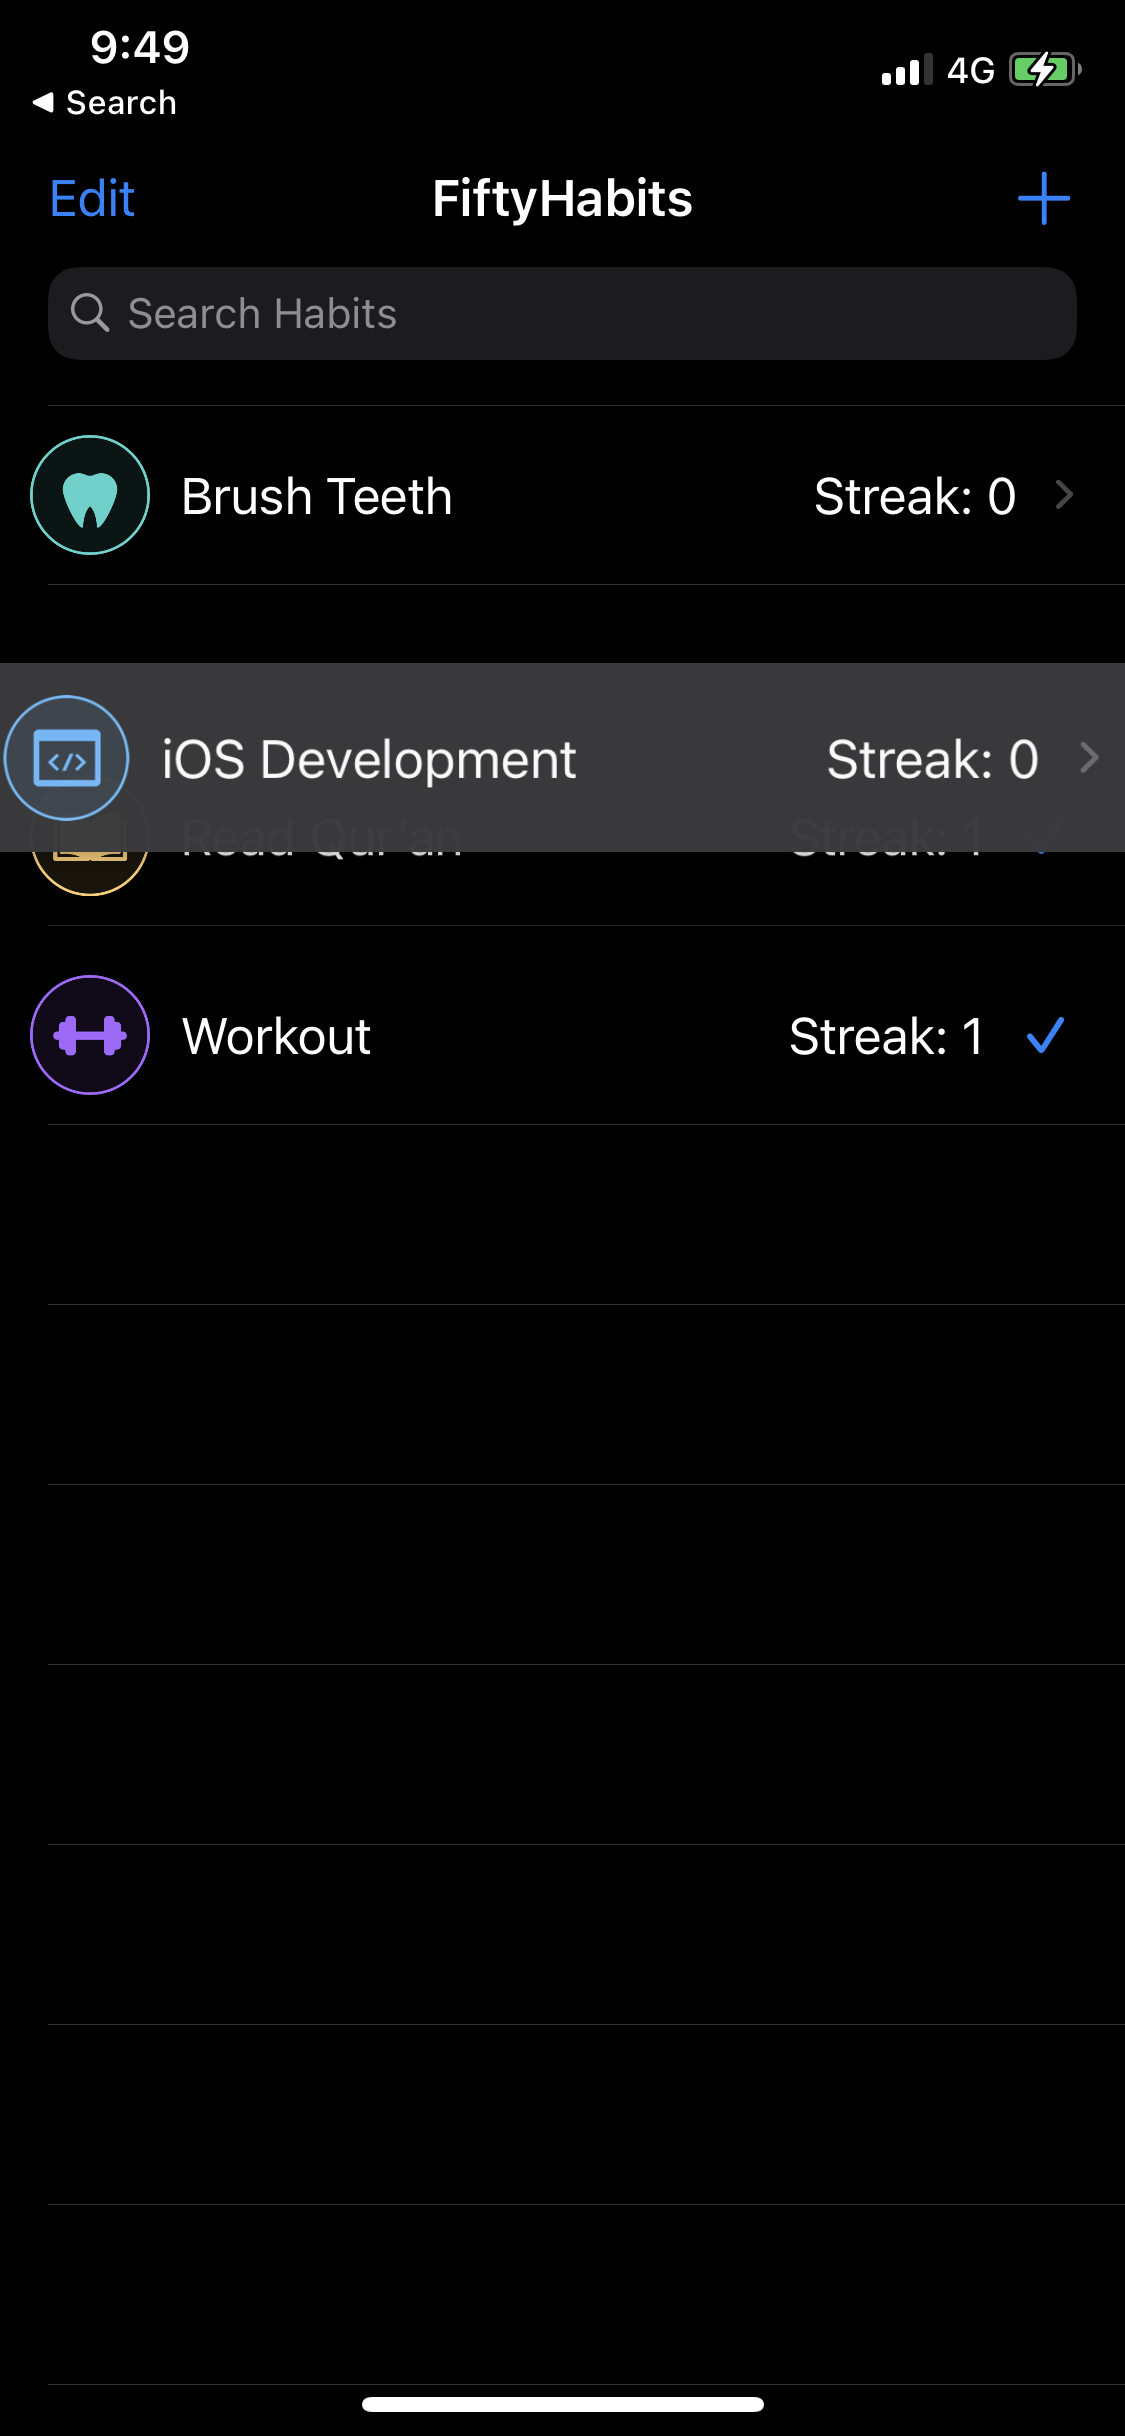 9:49
4G
◀ Search
Edit
FiftyHabits
Search Habits
Brush Teeth
Streak: 0
</>
iOS Development
Streak: 0
Read Qur'an
Streak: 1
Workout
Streak: 1